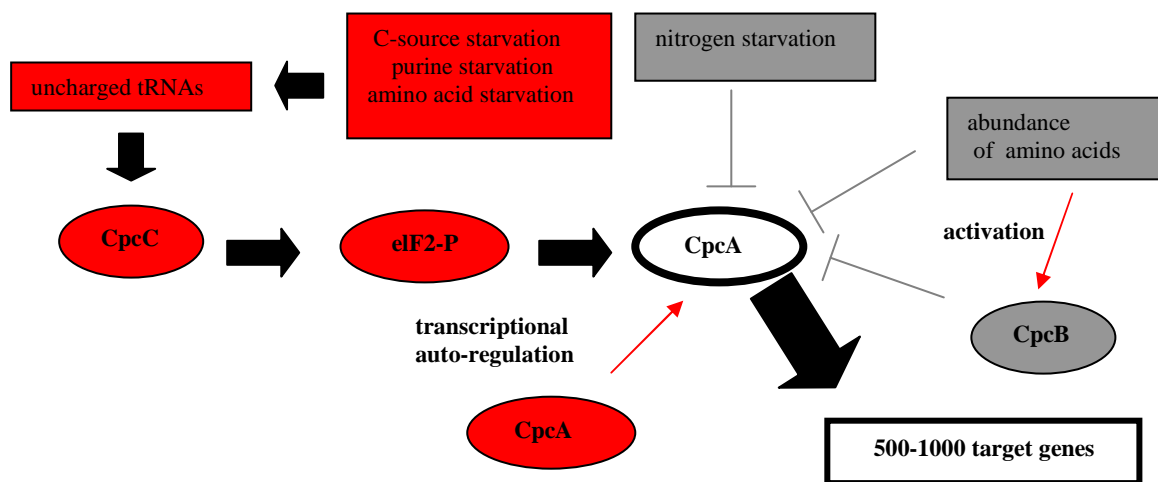 C-source starvation
purine starvation
amino acid starvation
nitrogen starvation
uncharged tRNAs
abundance
of amino acids
CpcC
eIF2-P
CpcA
activation
transcriptional
auto-regulation
CpcB
CpcA
500-1000 target genes